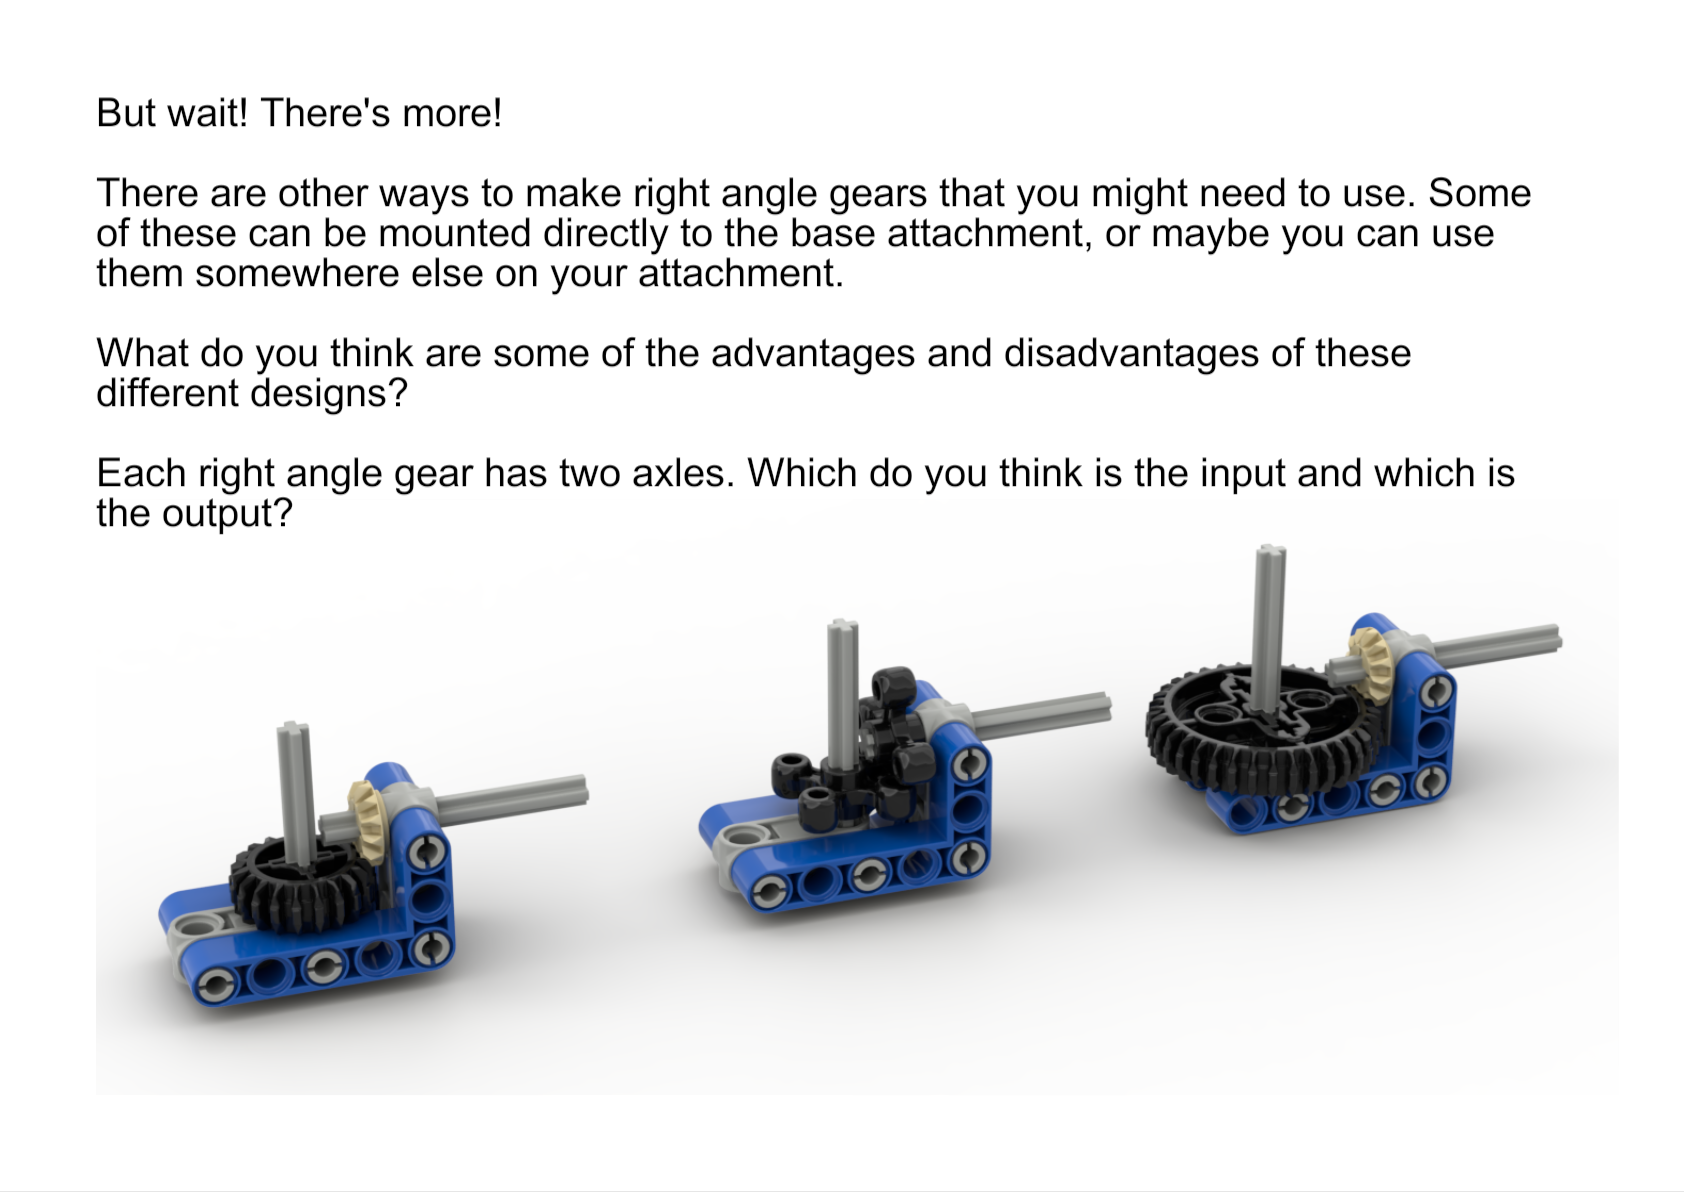 But wait! There's more!
There are other ways to make right angle gears that you might need to use. Some
of these can be mounted directly to the base attachment, or maybe you can use
them somewhere else on your attachment.
What do you think are some of the advantages and disadvantages of these
different designs?
Each right angle gear has two axles. Which do you think is the input and which is
the output?